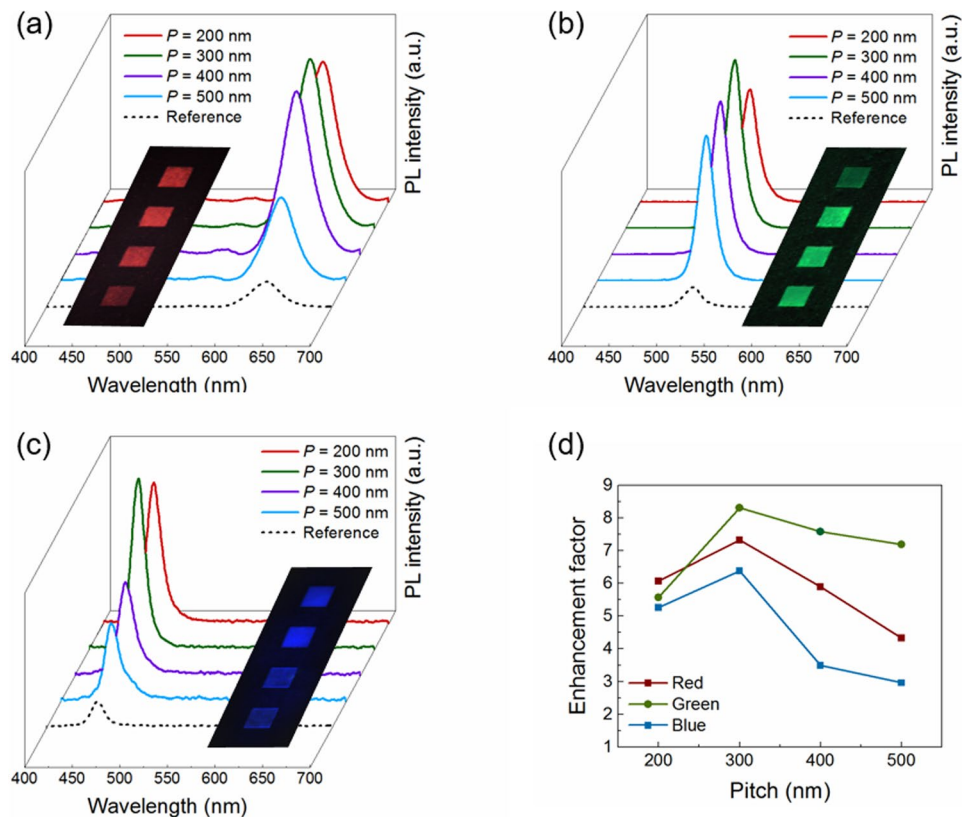 (a)
P = 200 nm
P = 300 nm
P = 400 nm
P = 500 nm
Reference
PL intensity (a.u.)
400 450 500 550 600 650 700
Wavelength (nm)
(b)
P = 200 nm
P = 300 nm
P = 400 nm
P = 500 nm
Reference
PL intensity (a.u.)
400 450 500 550 600 650 700
Wavelength (nm)
(c)
P = 200 nm
P = 300 nm
P = 400 nm
P = 500 nm
Reference
PL intensity (a.u.)
400 450 500 550 600 650 700
Wavelength (nm)
(d)
9
8
7
6
5
4
3
2
1
Enhancement factor
Red
Green
Blue
200 300 400 500
Pitch (nm)